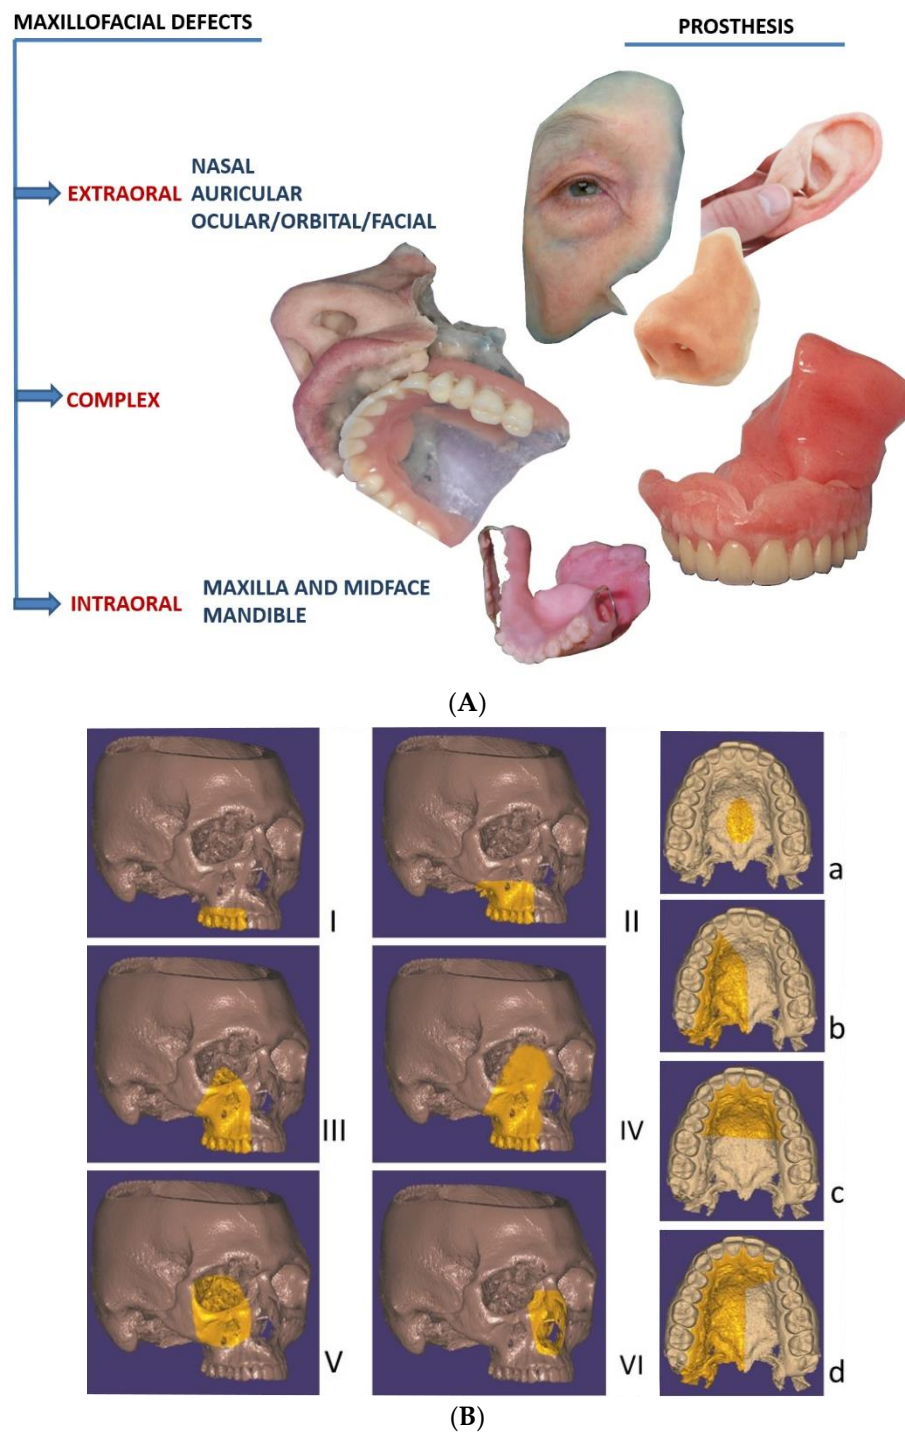 MAXILLOFACIAL DEFECTS
PROSTHESIS
EXTRAORAL
NASAL
AURICULAR
OCULAR/ORBITAL/FACIAL
COMPLEX
INTRAORAL
MAXILLA AND MIDFACE
MANDIBLE
(A)
I
II
a
b
III
IV
c
V
VI
d
(B)